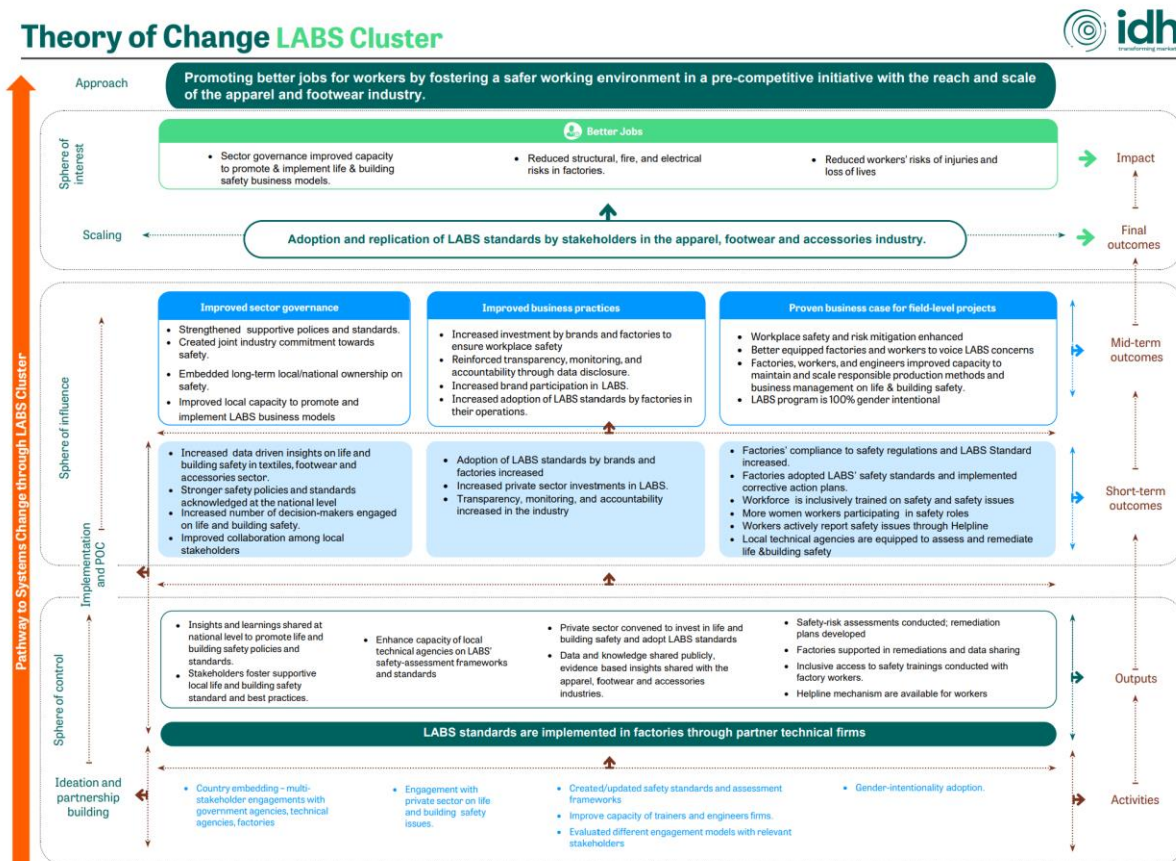 Theory of Change LABS Cluster
idh
transforming market
Pathway to Systems Change through LABS Cluster
Approach
Promoting better jobs for workers by fostering a safer working environment in a pre-competitive initiative with the reach and scale
of the apparel and footwear industry.
Sphere of
interest
Better Jobs
• Sector governance improved capacity
to promote & implement life & building
safety business models.
• Reduced structural, fire, and electrical
risks in factories.
• Reduced workers' risks of injuries and
loss of lives
Impact
Scaling
Adoption and replication of LABS standards by stakeholders in the apparel, footwear and accessories industry.
Final
outcomes
Sphere of influence
Implementation
and POC
Improved sector governance
• Strengthened supportive polices and standards.
• Created joint industry commitment towards
safety.
• Embedded long-term local/national ownership on
safety.
• Improved local capacity to promote and
implement LABS business models
Improved business practices
• Increased investment by brands and factories to
ensure workplace safety
• Reinforced transparency, monitoring, and
accountability through data disclosure.
• Increased brand participation in LABS.
• Increased adoption of LABS standards by factories in
their operations.
Proven business case for field-level projects
• Workplace safety and risk mitigation enhanced
• Better equipped factories and workers to voice LABS concerns
• Factories, workers, and engineers improved capacity to
maintain and scale responsible production methods and
business management on life & building safety.
• LABS program is 100% gender intentional
Mid-term
outcomes
• Increased data driven insights on life and
building safety in textiles, footwear and
accessories sector.
• Stronger safety policies and standards
acknowledged at the national level
• Increased number of decision-makers engaged
on life and building safety.
• Improved collaboration among local
stakeholders
• Adoption of LABS standards by brands and
factories increased
• Increased private sector investments in LABS.
• Transparency, monitoring, and accountability
increased in the industry
• Factories' compliance to safety regulations and LABS Standard
increased.
• Factories adopted LABS' safety standards and implemented
corrective action plans.
• Workforce is inclusively trained on safety and safety issues
• More women workers participating in safety roles
• Workers actively report safety issues through Helpline
• Local technical agencies are equipped to assess and remediate
life &building safety
Short-term
outcomes
Sphere of control
• Insights and learnings shared at
national level to promote life and
building safety policies and
standards.
• Stakeholders foster supportive
local life and building safety
standard and best practices.
• Enhance capacity of local
technical agencies on LABS'
safety-assessment frameworks
and standards
• Private sector convened to invest in life and
building safety and adopt LABS standards
• Data and knowledge shared publicly,
evidence based insights shared with the
apparel, footwear and accessories
industries.
• Safety-risk assessments conducted; remediation
plans developed
• Factories supported in remediations and data sharing
• Inclusive access to safety trainings conducted with
factory workers.
• Helpline mechanism are available for workers
Outputs
LABS standards are implemented in factories through partner technical firms
Ideation and
partnership
building
• Country embedding – multi-
stakeholder engagements with
government agencies, technical
agencies, factories
• Engagement with
private sector on life
and building safety
issues.
• Created/updated safety standards and assessment
frameworks
• Improve capacity of trainers and engineers firms.
• Evaluated different engagement models with relevant
stakeholders
• Gender-intentionality adoption.
Activities